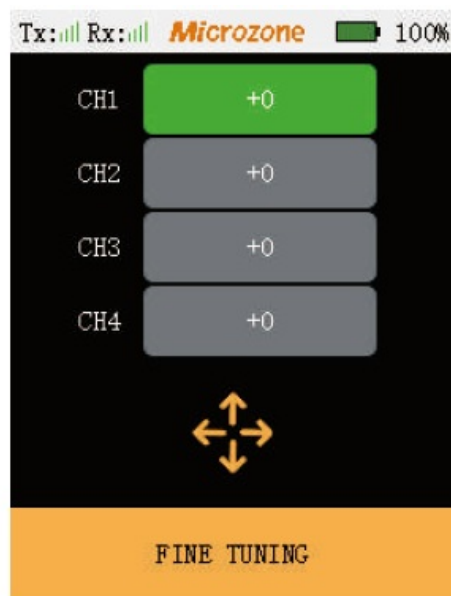 Tx: Rx: Microzone 100%
CH1 +0
CH2 +0
CH3 +0
CH4 +0
FINE TUNING